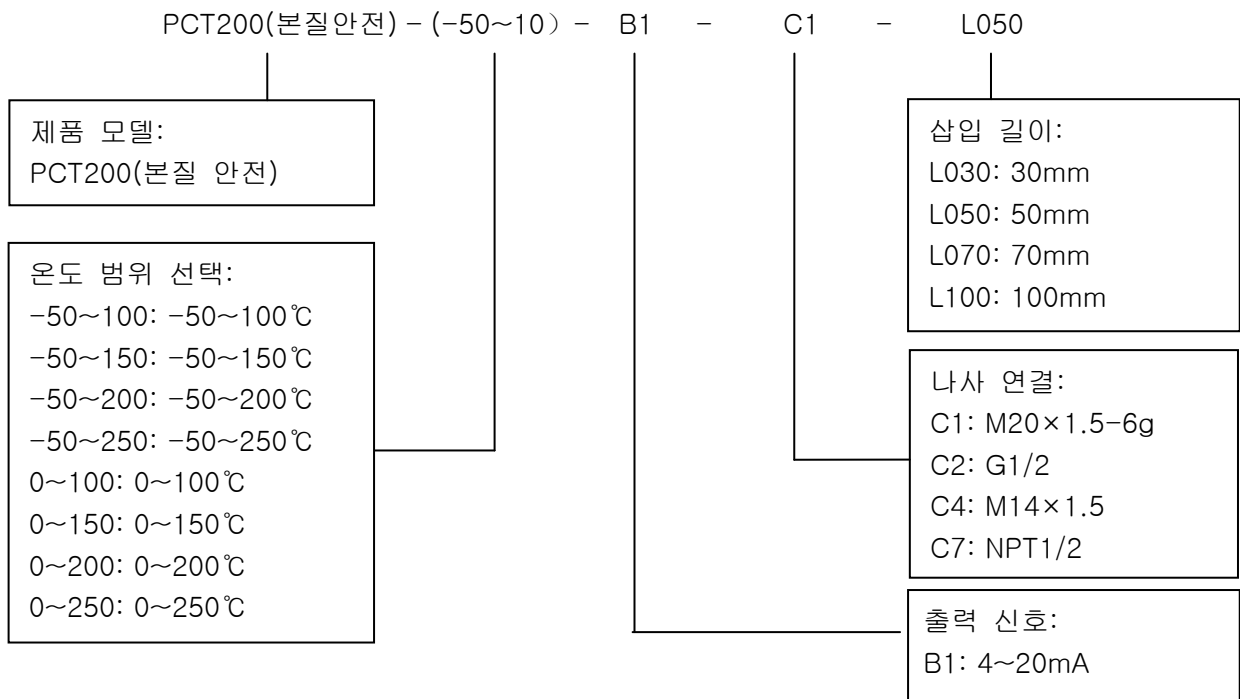 PCT200(본질안전) - (-50~10) - B1 - C1 - L050
제품 모델:
PCT200(본질 안전)
온도 범위 선택:
-50~100: -50~100℃
-50~150: -50~150℃
-50~200: -50~200℃
-50~250: -50~250℃
0~100: 0~100℃
0~150: 0~150℃
0~200: 0~200℃
0~250: 0~250℃
삽입 길이:
L030: 30mm
L050: 50mm
L070: 70mm
L100: 100mm
나사 연결:
C1: M20×1.5-6g
C2: G1/2
C4: M14×1.5
C7: NPT1/2
출력 신호:
B1: 4~20mA